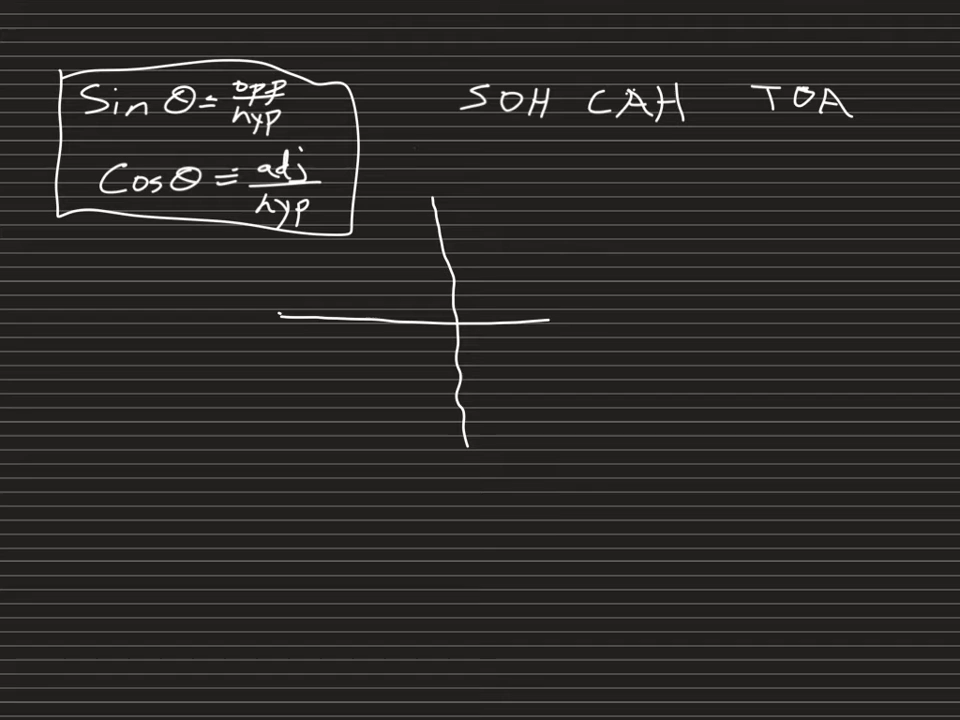 Sin θ = opp/hyp
SOH CAH TOA
Cos θ = adj/hyp